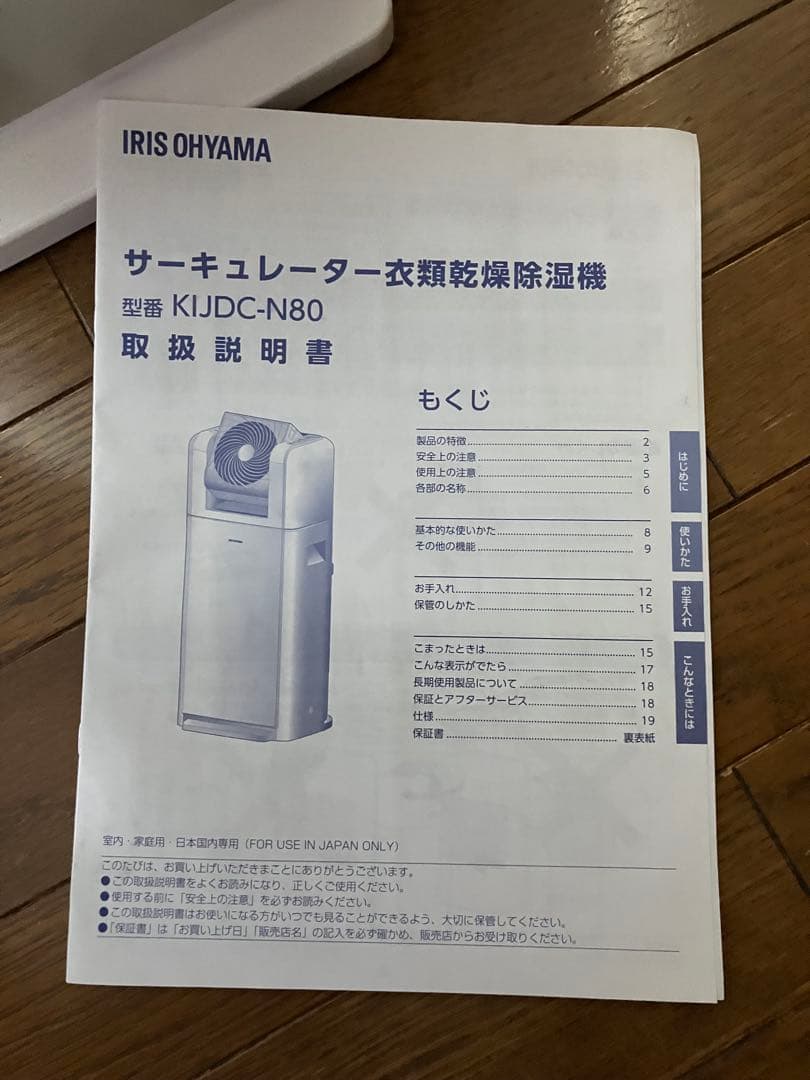 IRIS OHYAMA
サーキュレーター衣類乾燥除湿機
型番 KIJDC-N80
取扱説明書
もくじ
製品の特徴 2
安全上の注意 3
使用上の注意 5
各部の名称 6
はじめに
基本的な使いかた 8
その他の機能 9
使いかた
お手入れ 12
保管のしかた 15
お手入れ
こまったときは 15
こんな表示がでたら 17
長期使用製品について 18
保証とアフターサービス 18
仕様 19
保証書 裏表紙
こんなときには
室内・家庭用・日本国内専用（FOR USE IN JAPAN ONLY）
このたびは、お買い上げいただきまことにありがとうございます。
●この取扱説明書をよくお読みになり、正しくご使用ください。
●使用する前に「安全上の注意」を必ずお読みください。
●この取扱説明書はお使いになる方がいつでも見ることができるよう、大切に保管してください。
●「保証書」は「お買い上げ日」「販売店名」の記入を必ず確かめ、販売店からお受け取りください。